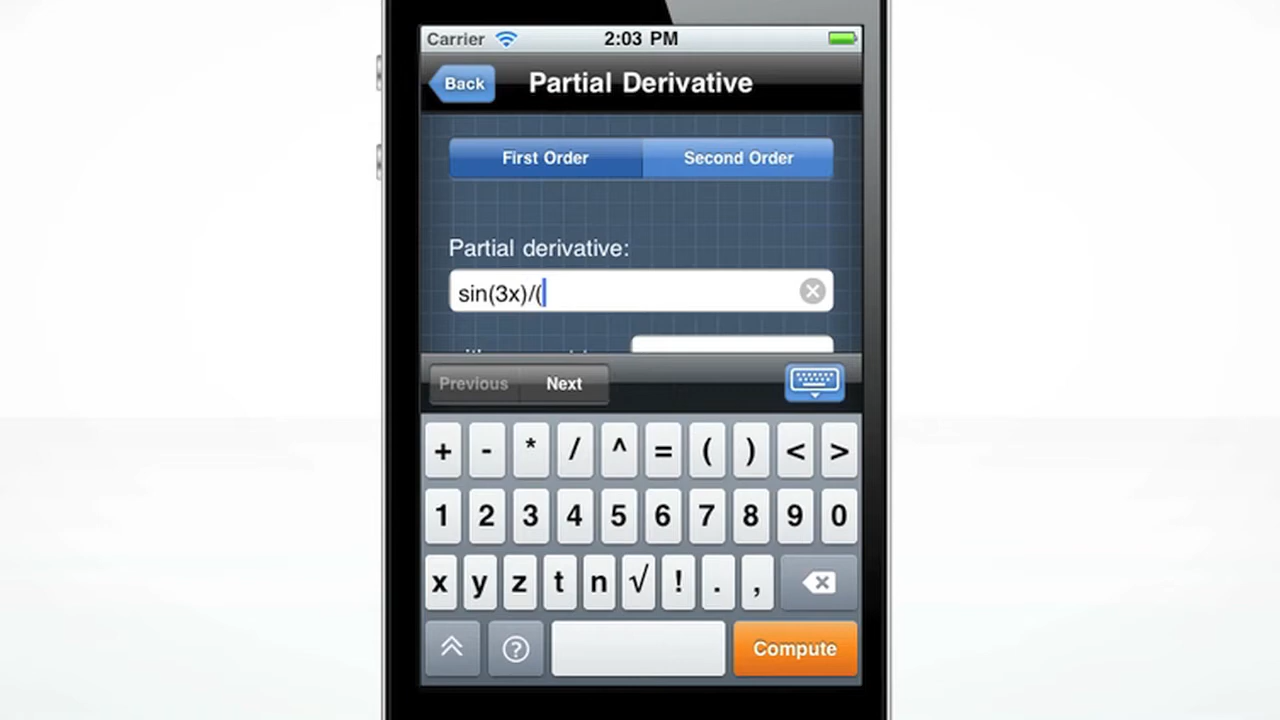 Carrier 2:03 PM
Back Partial Derivative
First Order Second Order
Partial derivative:
sin(3x)/(
Previous Next
+ - * / ^ = ( ) < >
1 2 3 4 5 6 7 8 9 0
x y z t n √ ! . ,
? Compute